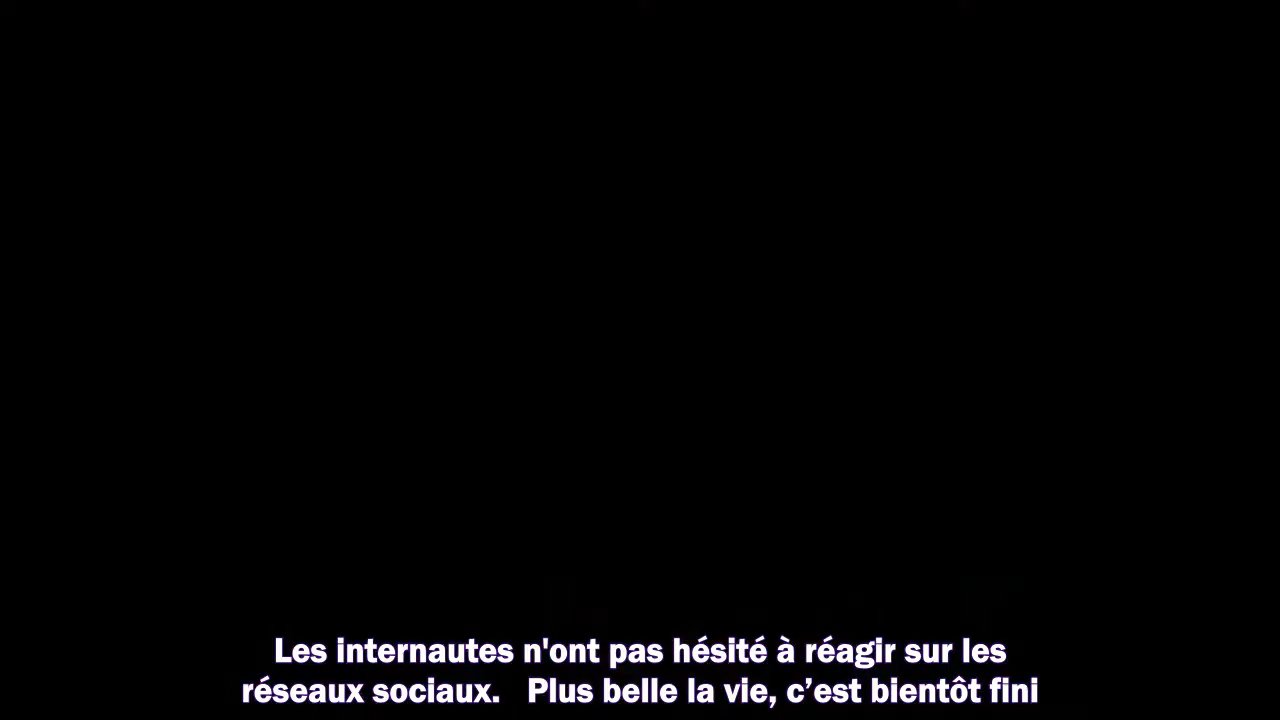 Les internautes n'ont pas hésité à réagir sur les
réseaux sociaux.   Plus belle la vie, c’est bientôt fini